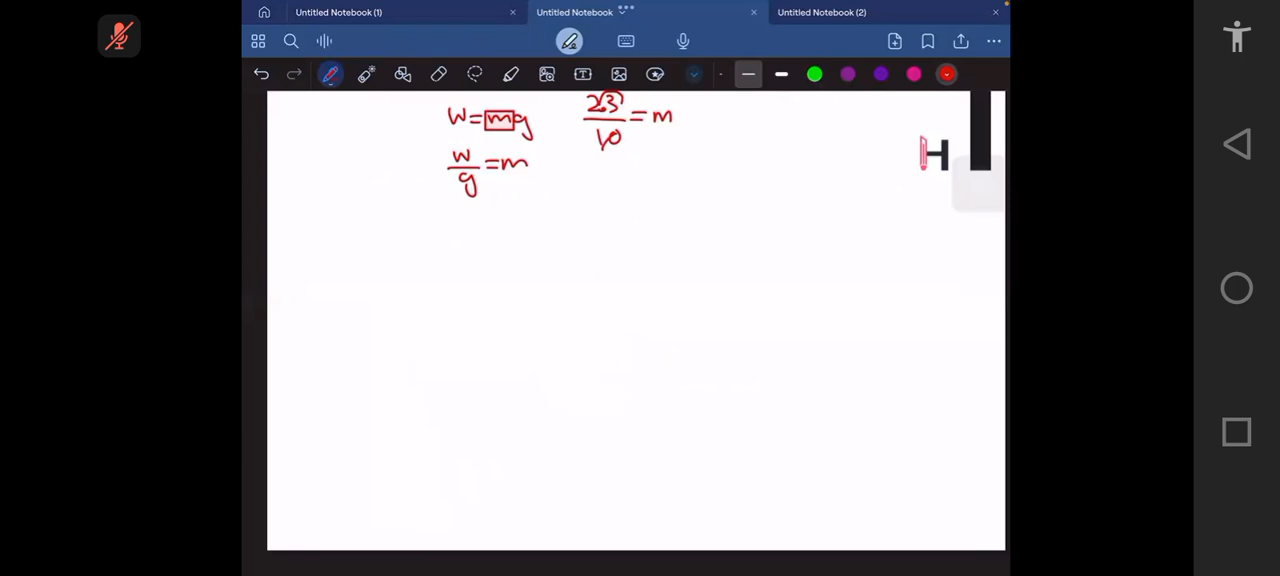 Untitled Notebook (1)
Untitled Notebook
Untitled Notebook (2)
W = mg
23/10 = m
w/g = m
H